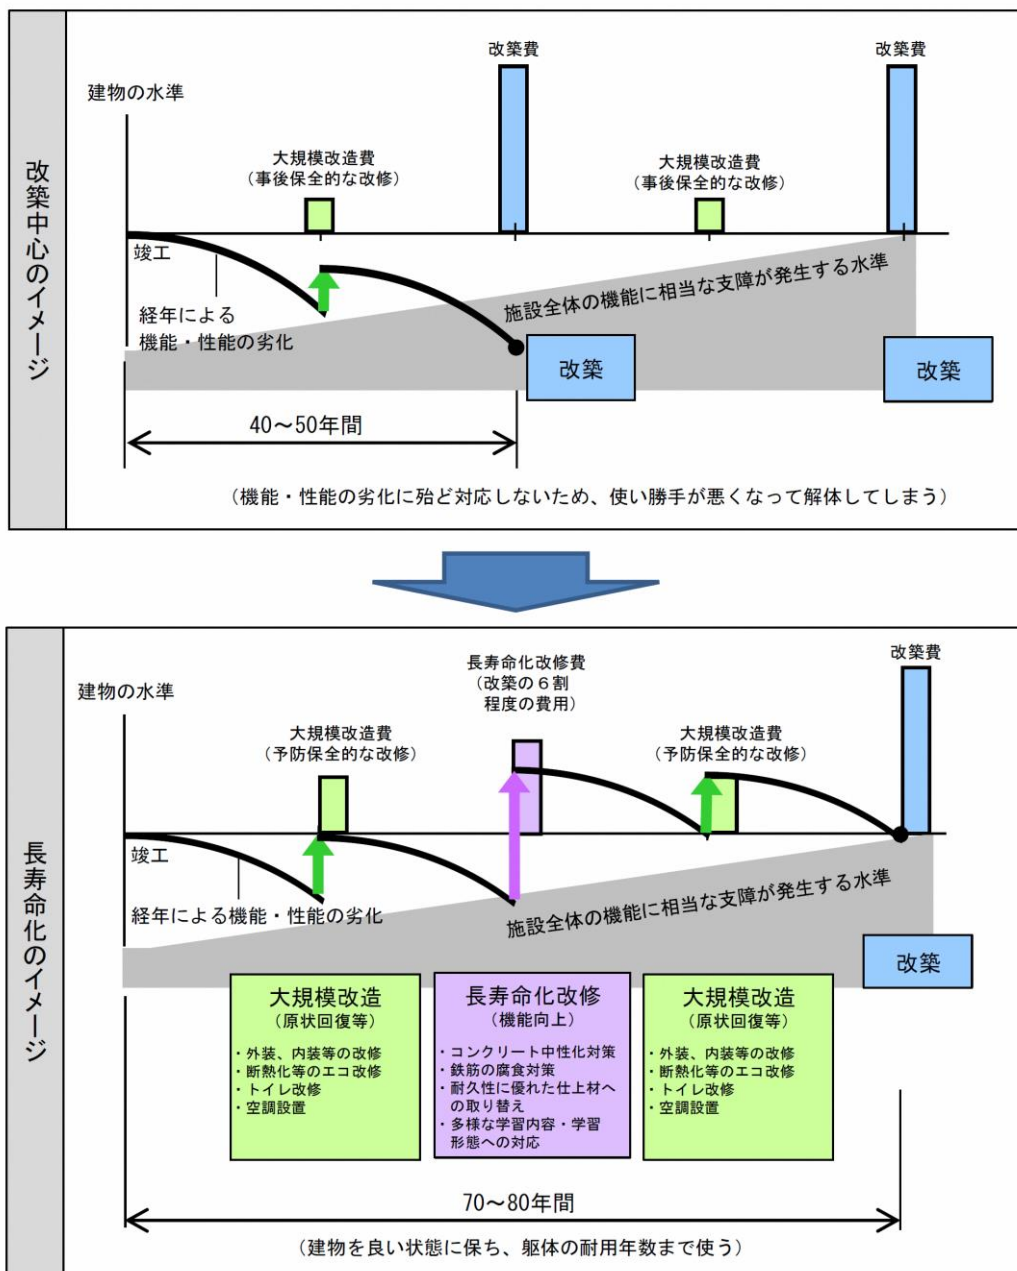 改築中心のイメージ
改築費
改築費
建物の水準
大規模改造費
（事後保全的な改修）
大規模改造費
（事後保全的な改修）
竣工
経年による
機能・性能の劣化
施設全体の機能に相当な支障が発生する水準
改築
改築
40～50年間
（機能・性能の劣化に殆ど対応しないため、使い勝手が悪くなって解体してしまう）
長寿命化のイメージ
長寿命化改修費
（改築の６割
程度の費用）
改築費
建物の水準
大規模改造費
（予防保全的な改修）
大規模改造費
（予防保全的な改修）
竣工
経年による機能・性能の劣化
施設全体の機能に相当な支障が発生する水準
改築
大規模改造
（原状回復等）
・外装、内装等の改修
・断熱化等のエコ改修
・トイレ改修
・空調設置
長寿命化改修
（機能向上）
・コンクリート中性化対策
・鉄筋の腐食対策
・耐久性に優れた仕上材へ
の取り替え
・多様な学習内容・学習
形態への対応
大規模改造
（原状回復等）
・外装、内装等の改修
・断熱化等のエコ改修
・トイレ改修
・空調設置
70～80年間
（建物を良い状態に保ち、躯体の耐用年数まで使う）